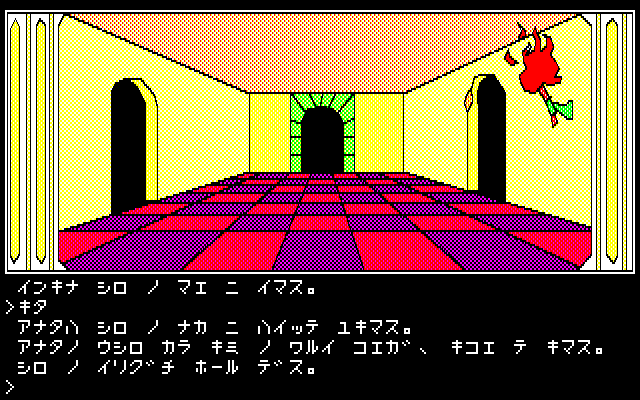 インキナ シロ ノ マエ ニ イマス。
>キタ
アナタハ シロ ノ ナカ ニ ハイッテ ユキマス。
アナタノ ウシロ カラ キミ ノ ワルイ コエガ、 キコエ テ キマス。
シロ ノ イリグチ ホール デス。
>